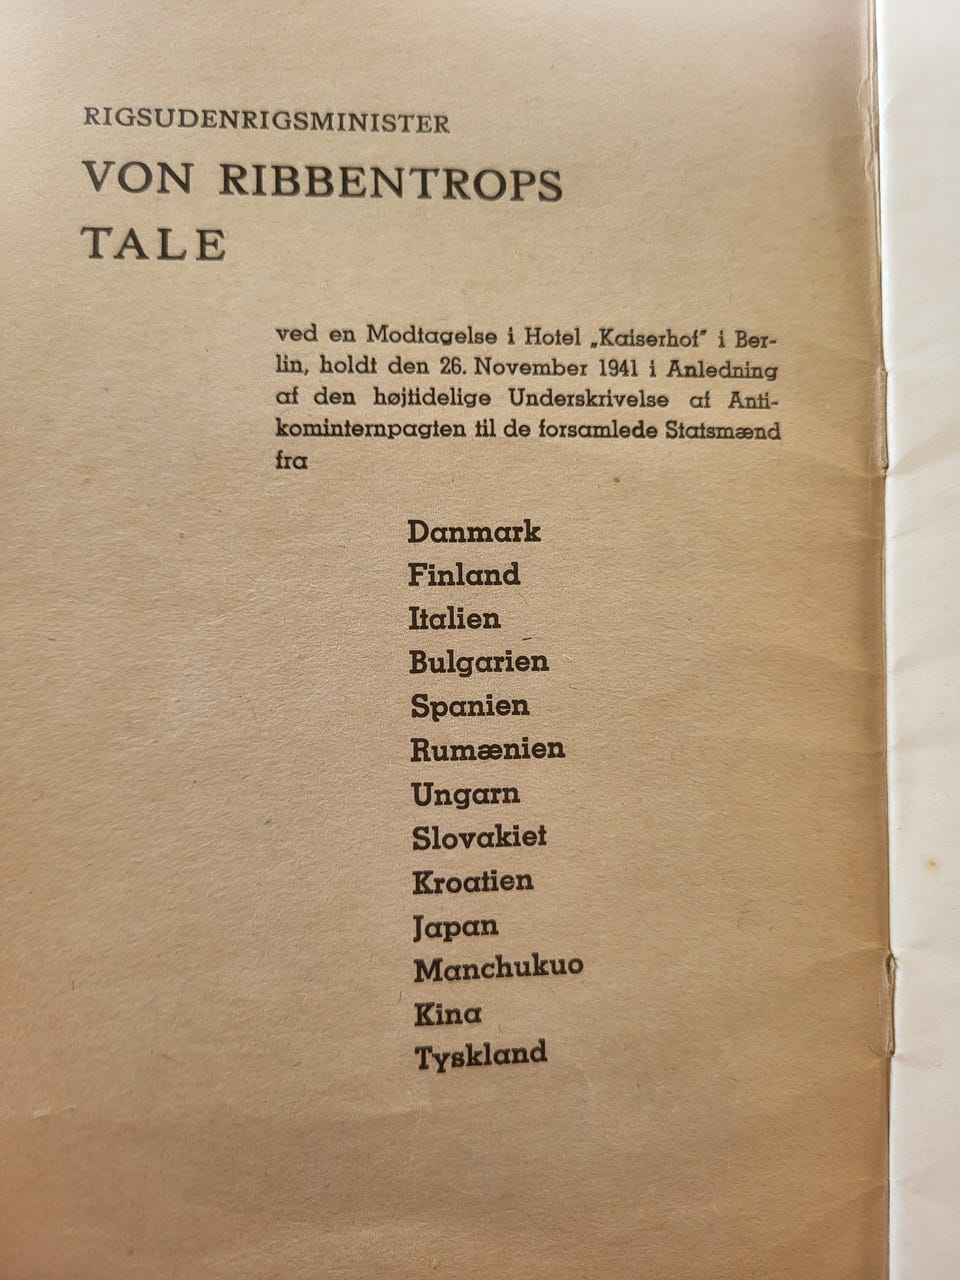 RIGSUDENRIGSMINISTER
VON RIBBENTROPS
TALE
ved en Modtagelse i Hotel „Kaiserhof" i Ber-
lin, holdt den 26. November 1941 i Anledning
af den højtidelige Underskrivelse af Anti-
kominternpagten til de forsamlede Statsmænd
fra
Danmark
Finland
Italien
Bulgarien
Spanien
Rumænien
Ungarn
Slovakiet
Kroatien
Japan
Manchukuo
Kina
Tyskland